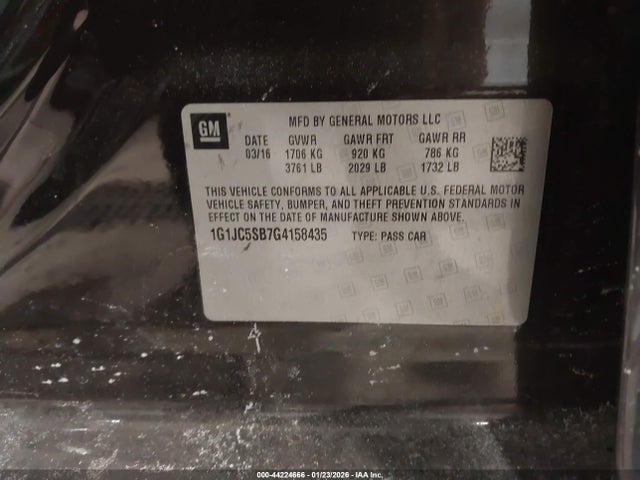 GM
MFD BY GENERAL MOTORS LLC
DATE GVWR GAWR FRT GAWR RR
03/16 1706 KG 920 KG 786 KG
3761 LB 2029 LB 1732 LB
THIS VEHICLE CONFORMS TO ALL APPLICABLE U.S. FEDERAL MOTOR
VEHICLE SAFETY, BUMPER, AND THEFT PREVENTION STANDARDS IN
EFFECT ON THE DATE OF MANUFACTURE SHOWN ABOVE.
1G1JC5SB7G4158435 TYPE: PASS CAR
000-44224666 - 01/23/2026 - IAA Inc.